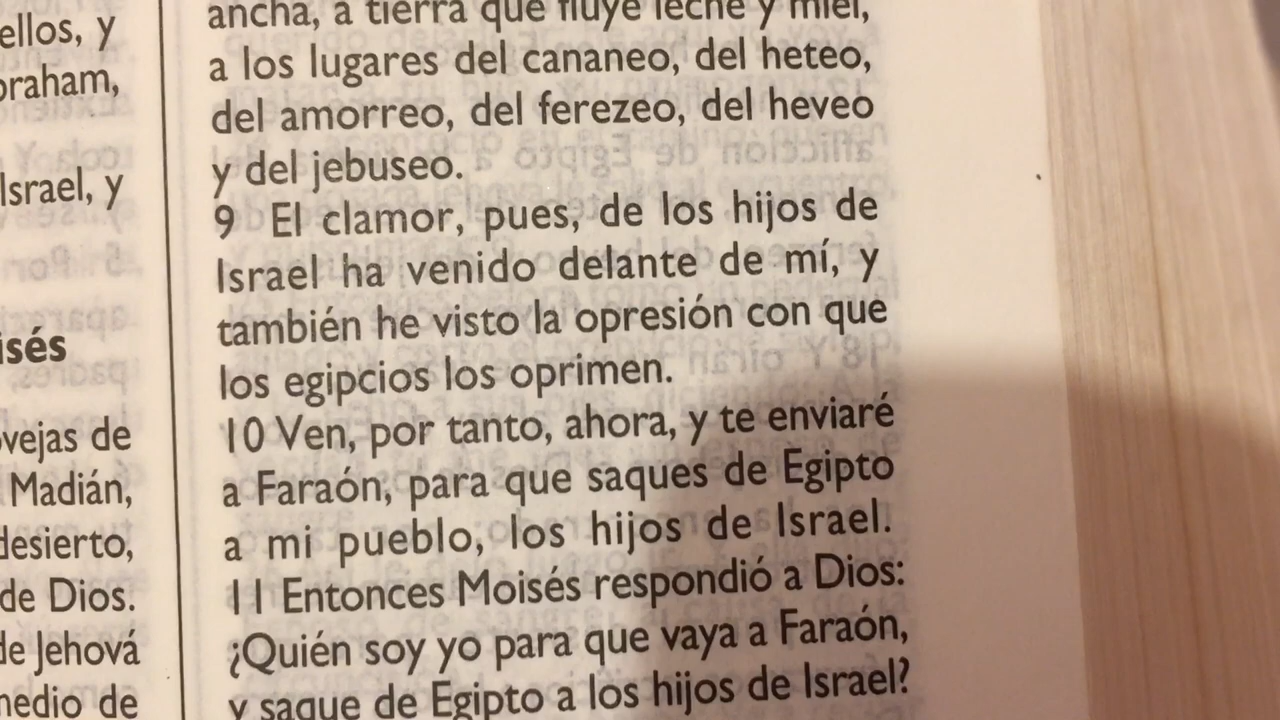 ellos, y
braham,
Israel, y
isés
ovejas de
Madián,
desierto,
de Dios.
de Jehová
medio de
ancha, a tierra que fluye leche y miel,
a los lugares del cananeo, del heteo,
del amorreo, del ferezeo, del heveo
y del jebuseo.
9 El clamor, pues, de los hijos de
Israel ha venido delante de mí, y
también he visto la opresión con que
los egipcios los oprimen.
10 Ven, por tanto, ahora, y te enviaré
a Faraón, para que saques de Egipto
a mi pueblo, los hijos de Israel.
11 Entonces Moisés respondió a Dios:
¿Quién soy yo para que vaya a Faraón,
y saque de Egipto a los hijos de Israel?